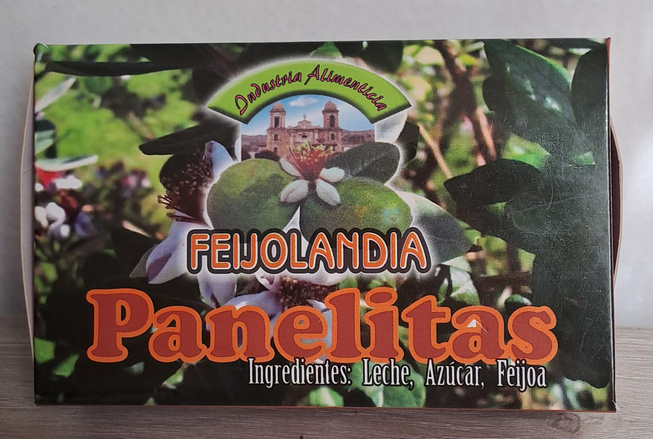 Industria Alimenticia
FEIJOLANDIA
Panelitas
Ingredientes: Leche, Azúcar, Feijoa